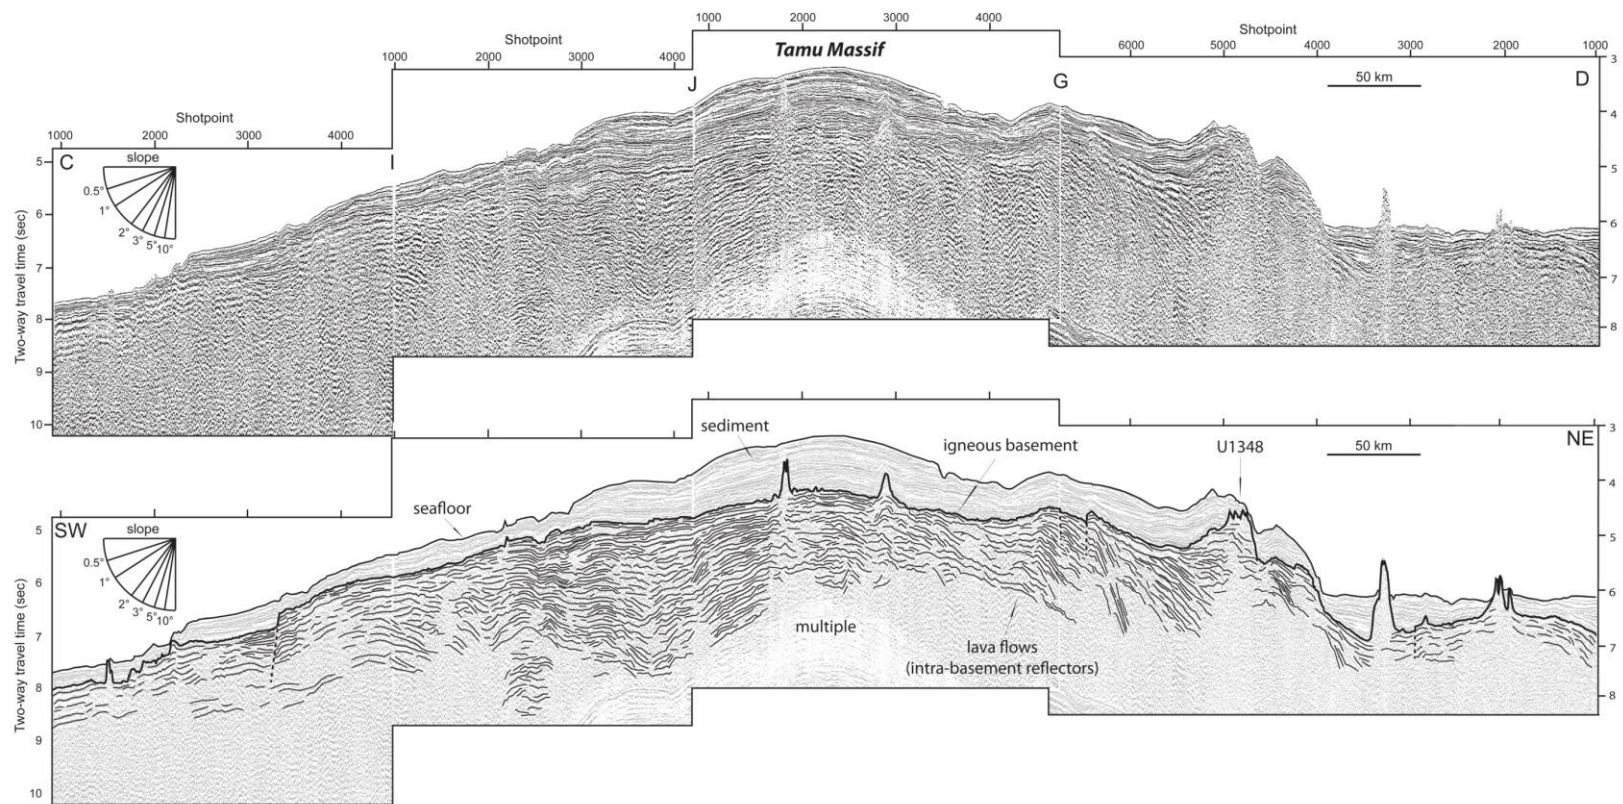 1000 2000 3000 4000
Tamu Massif
Shotpoint
1000 2000 3000 4000
Shotpoint
6000 5000 4000 3000 2000 1000
J G D
50 km
Shotpoint
1000 2000 3000 4000
C I
slope
0.5°
1°
2° 3° 5° 10°
Two-way travel time (sec)
5
6
7
8
9
10
3
4
5
6
7
8
sediment
igneous basement
U1348
NE
50 km
seafloor
SW
slope
0.5°
1°
2° 3° 5° 10°
multiple
lava flows
(intra-basement reflectors)
Two-way travel time (sec)
5
6
7
8
9
10
3
4
5
6
7
8